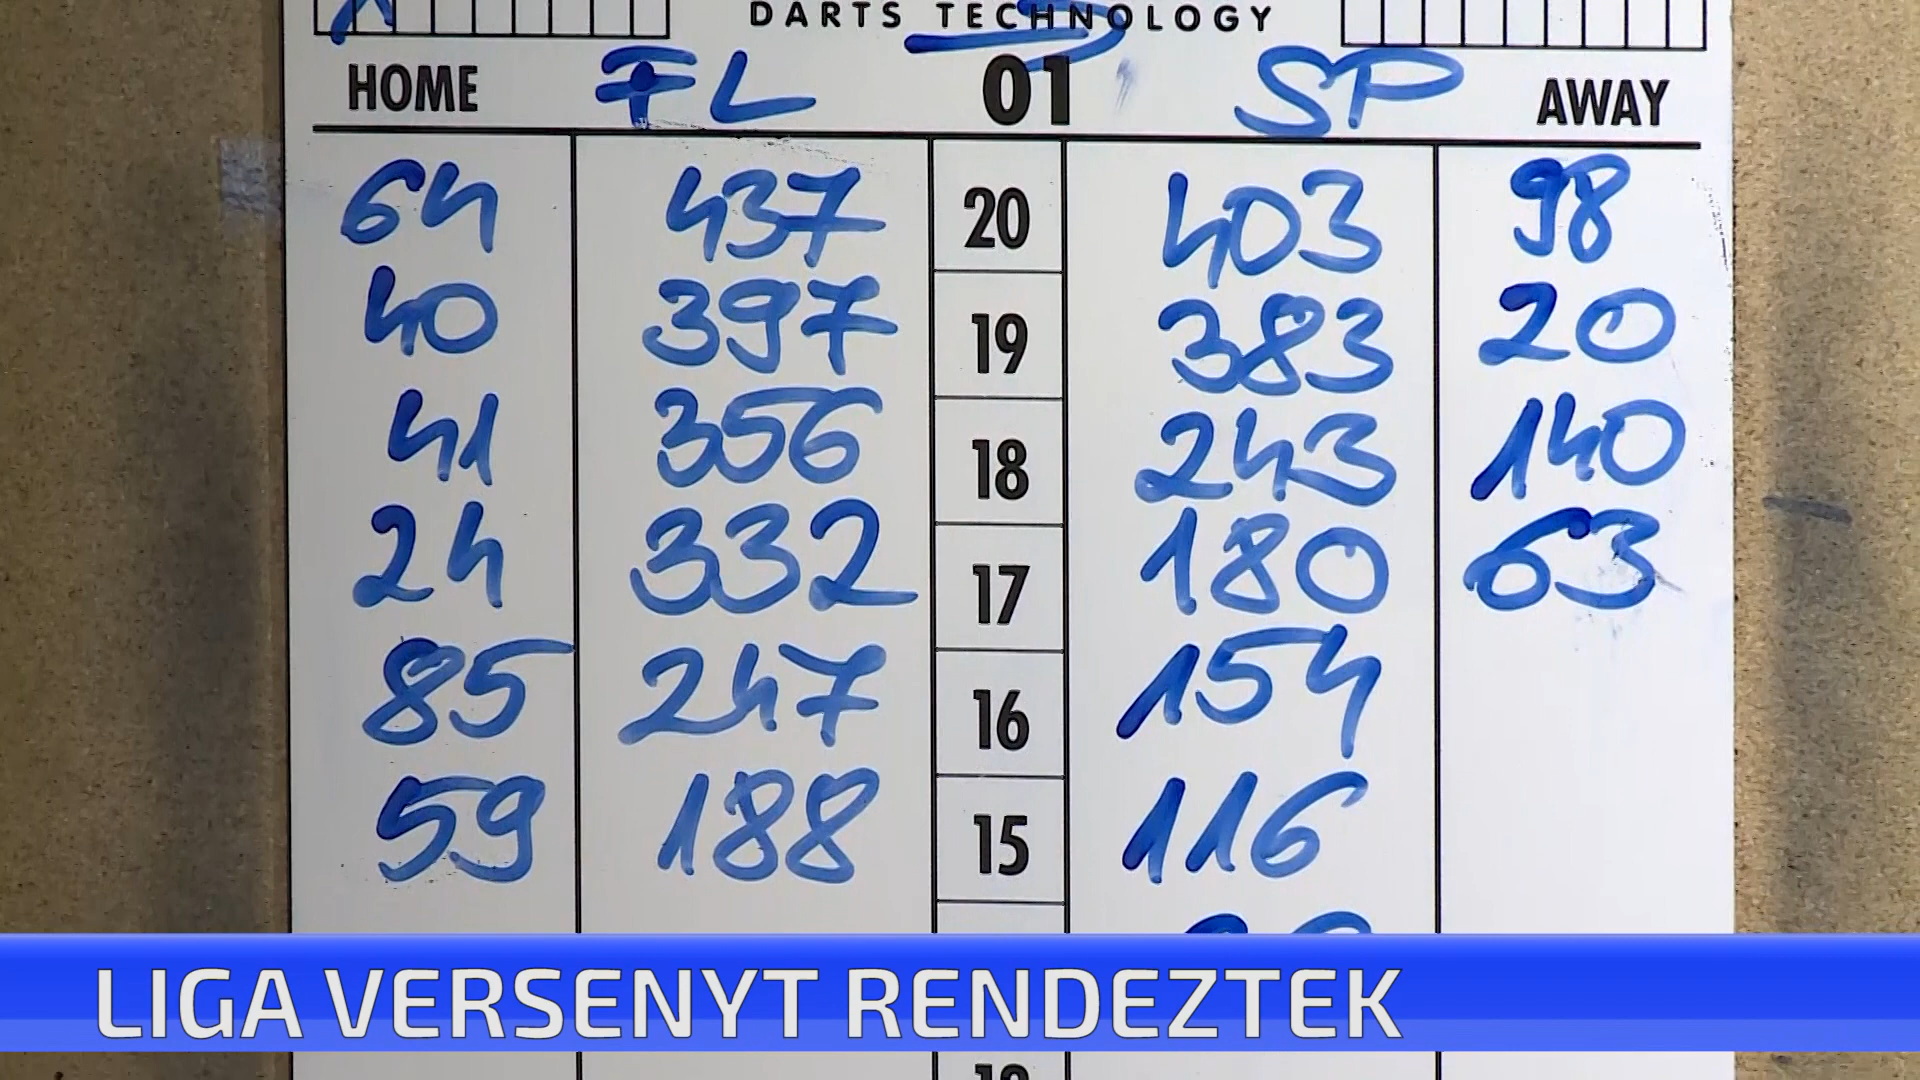 DARTS TECHNOLOGY
HOME FL 01 SP AWAY
64 437 20 403 98
40 397 19 383 20
41 356 18 243 140
24 332 17 180 63
85 247 16 154
59 188 15 116
LIGA VERSENYT RENDEZTEK